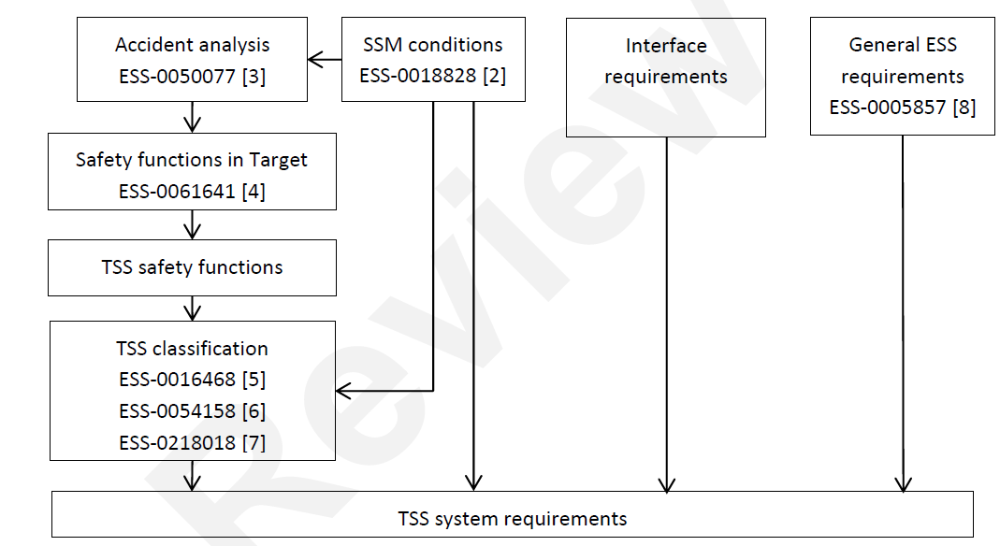 Accident analysis
ESS-0050077 [3]
SSM conditions
ESS-0018828 [2]
Interface
requirements
General ESS
requirements
ESS-0005857 [8]
Safety functions in Target
ESS-0061641 [4]
TSS safety functions
TSS classification
ESS-0016468 [5]
ESS-0054158 [6]
ESS-0218018 [7]
TSS system requirements
Review